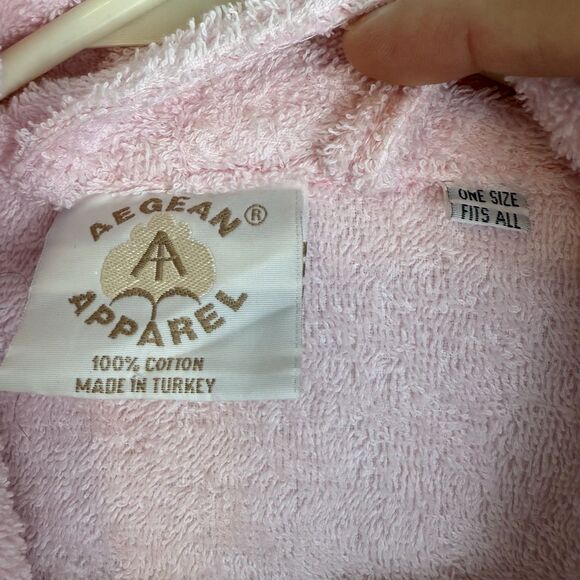 AEGEAN ®
APPAREL
100% COTTON
MADE IN TURKEY
ONE SIZE
FITS ALL